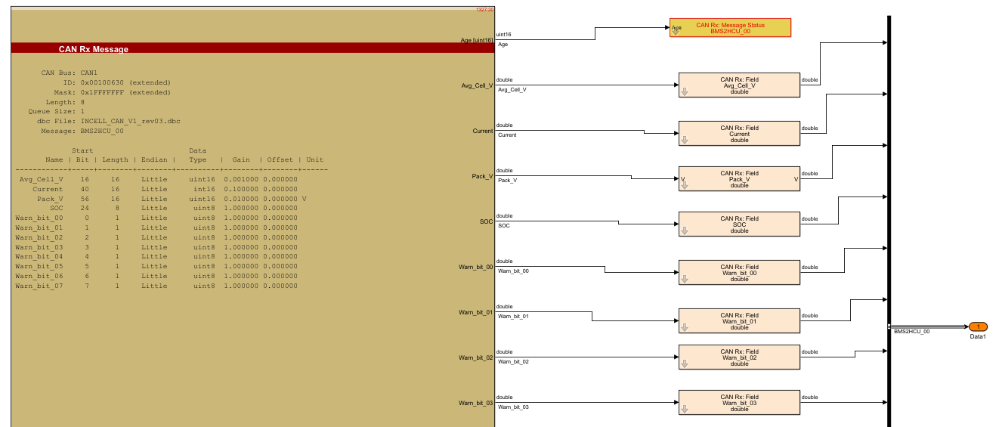 1327.20
CAN Rx Message
CAN Bus: CAN1
ID: 0x00100630 (extended)
Mask: 0x1FFFFFFF (extended)
Length: 8
Queue Size: 1
dbc File: INCELL_CAN_V1_rev03.dbc
Message: BMS2HCU_00
Start Data
Name | Bit | Length | Endian | Type | Gain | Offset | Unit
-----------+-----+--------+--------+----------+--------+--------+------
Avg_Cell_V 16 16 Little uint16 0.001000 0.000000
Current 40 16 Little int16 0.100000 0.000000
Pack_V 56 16 Little uint16 0.010000 0.000000 V
SOC 24 8 Little uint8 1.000000 0.000000
Warn_bit_00 0 1 Little uint8 1.000000 0.000000
Warn_bit_01 1 1 Little uint8 1.000000 0.000000
Warn_bit_02 2 1 Little uint8 1.000000 0.000000
Warn_bit_03 3 1 Little uint8 1.000000 0.000000
Warn_bit_04 4 1 Little uint8 1.000000 0.000000
Warn_bit_05 5 1 Little uint8 1.000000 0.000000
Warn_bit_06 6 1 Little uint8 1.000000 0.000000
Warn_bit_07 7 1 Little uint8 1.000000 0.000000
Age [uint16]
uint16
Age
Age
CAN Rx: Message Status
BMS2HCU_00
Avg_Cell_V
double
Avg_Cell_V
CAN Rx: Field
Avg_Cell_V
double
double
Current
double
Current
CAN Rx: Field
Current
double
double
Pack_V
double
Pack_V
CAN Rx: Field
V Pack_V V
double
double
SOC
double
SOC
CAN Rx: Field
SOC
double
double
Warn_bit_00
double
Warn_bit_00
CAN Rx: Field
Warn_bit_00
double
double
Warn_bit_01
double
Warn_bit_01
CAN Rx: Field
Warn_bit_01
double
double
Warn_bit_02
double
Warn_bit_02
CAN Rx: Field
Warn_bit_02
double
double
Warn_bit_03
double
Warn_bit_03
CAN Rx: Field
Warn_bit_03
double
double
BMS2HCU_00
1
Data1